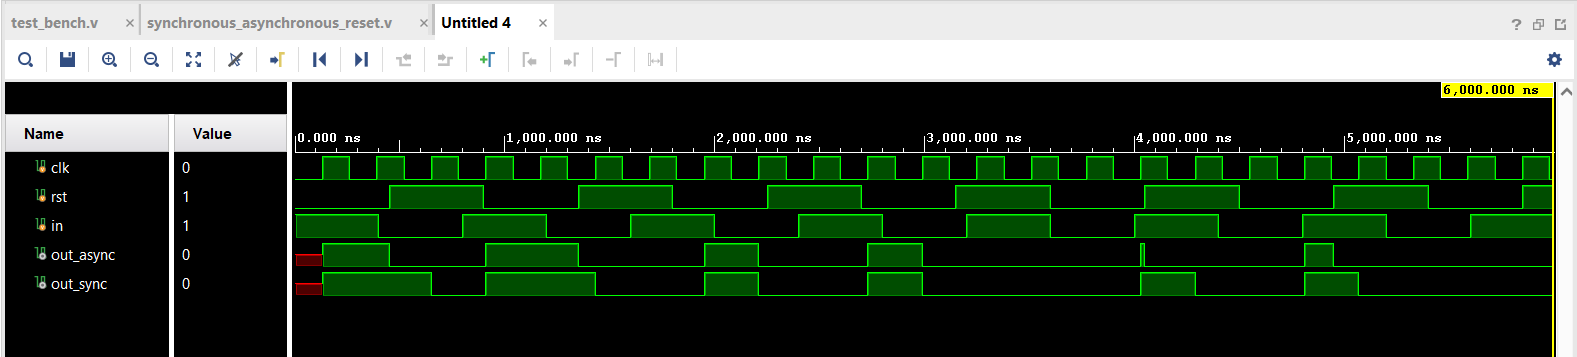 test_bench.v × synchronous_asynchronous_reset.v × Untitled 4 ×
?
6,000.000 ns
Name Value
0.000 ns 1,000.000 ns 2,000.000 ns 3,000.000 ns 4,000.000 ns 5,000.000 ns
clk 0
rst 1
in 1
out_async 0
out_sync 0